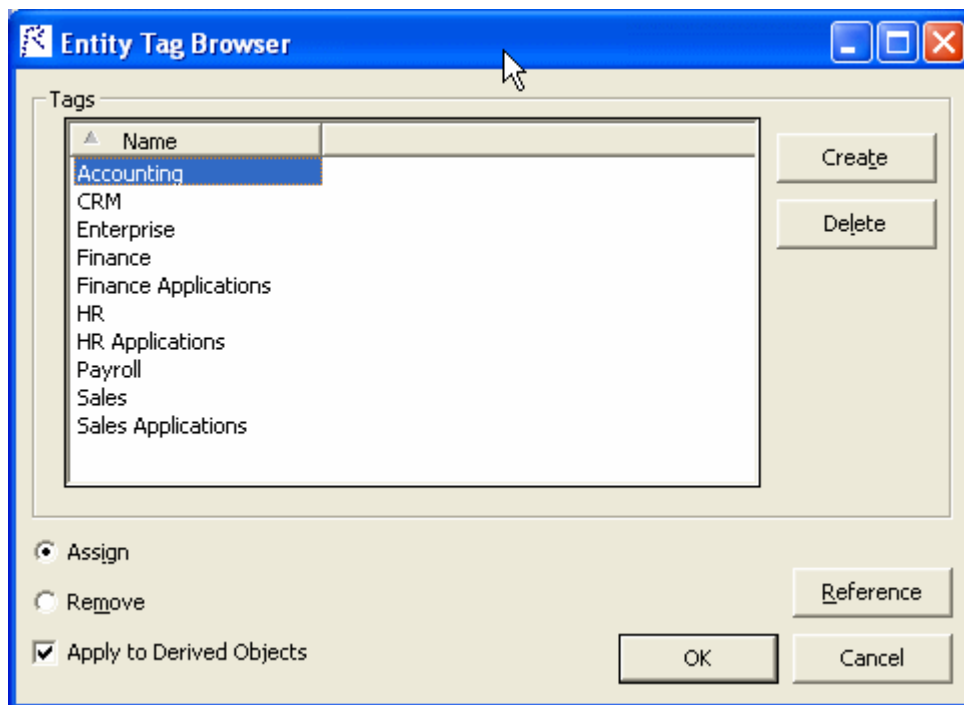 Entity Tag Browser
Tags
Name
Accounting
CRM
Enterprise
Finance
Finance Applications
HR
HR Applications
Payroll
Sales
Sales Applications
Create
Delete
Assign
Remove
Apply to Derived Objects
Reference
OK
Cancel